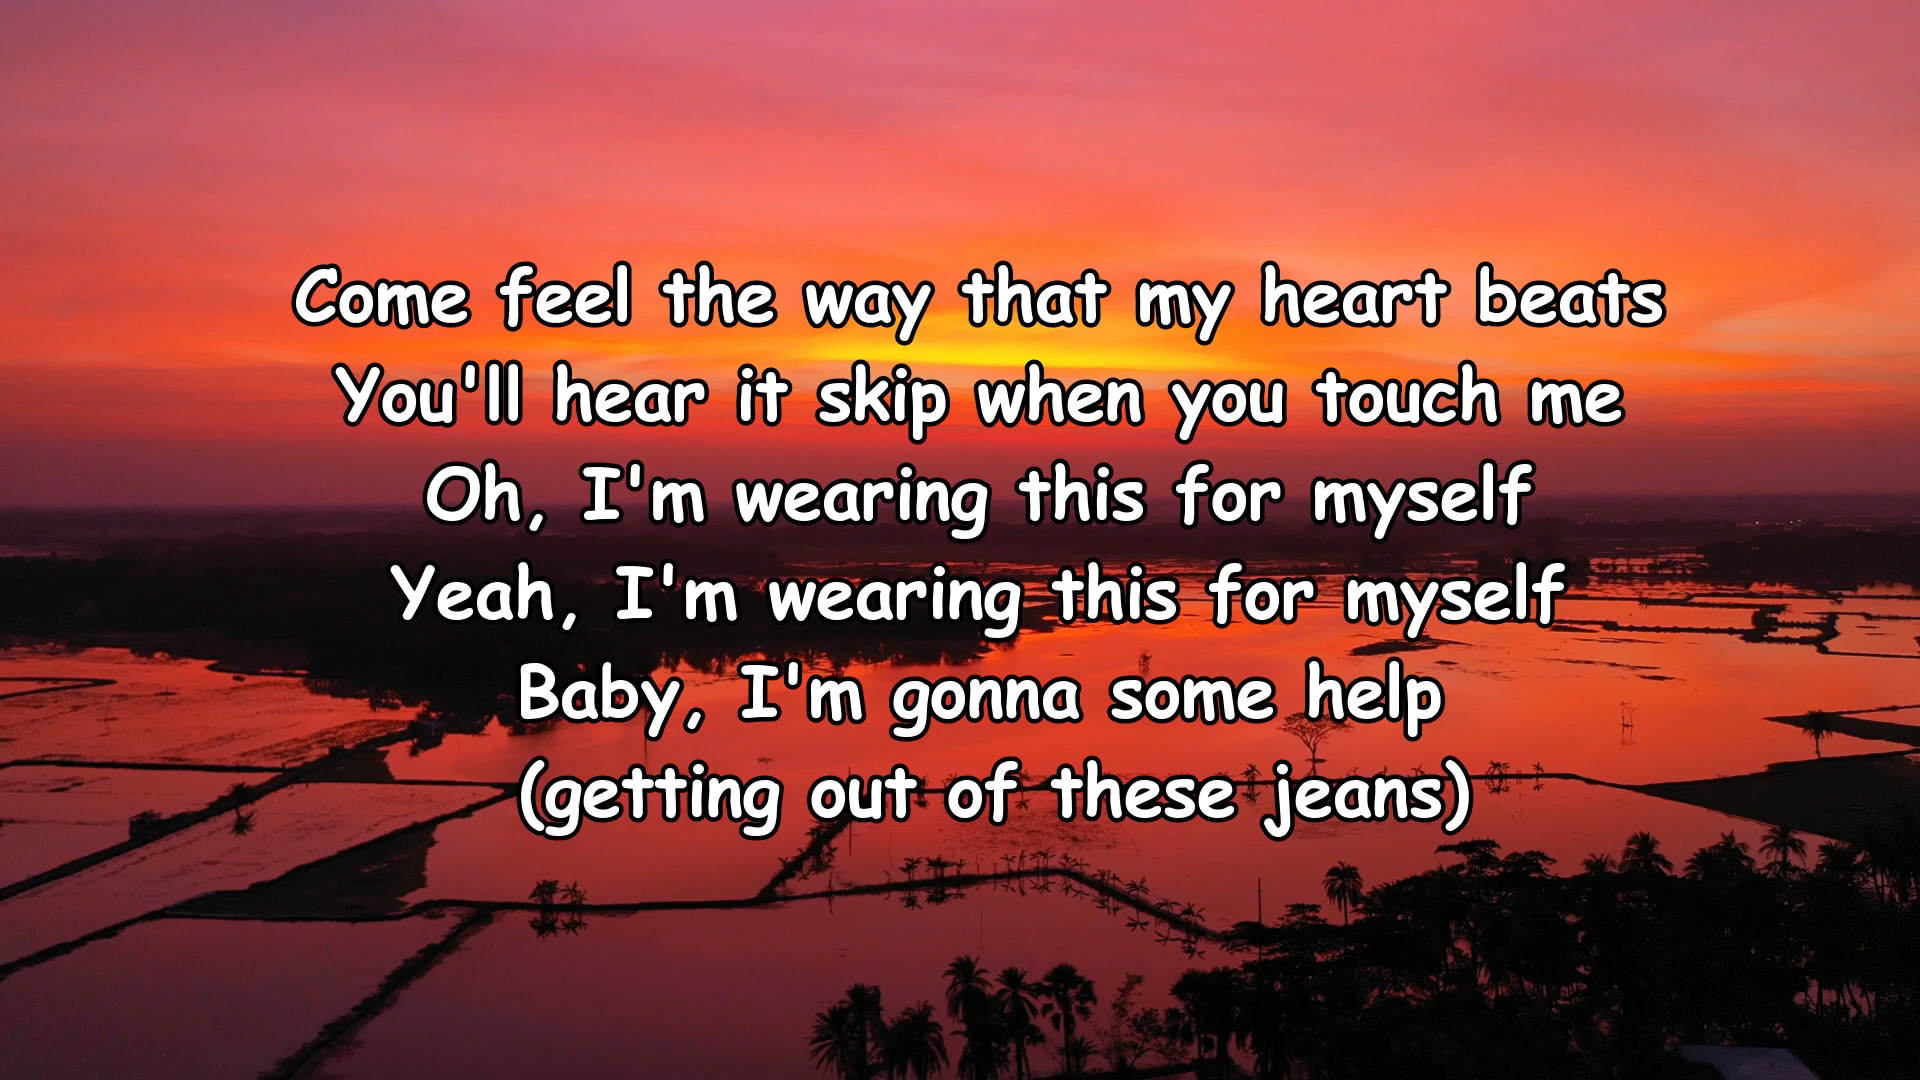 Come feel the way that my heart beats
You'll hear it skip when you touch me
Oh, I'm wearing this for myself
Yeah, I'm wearing this for myself
Baby, I'm gonna some help
(getting out of these jeans)